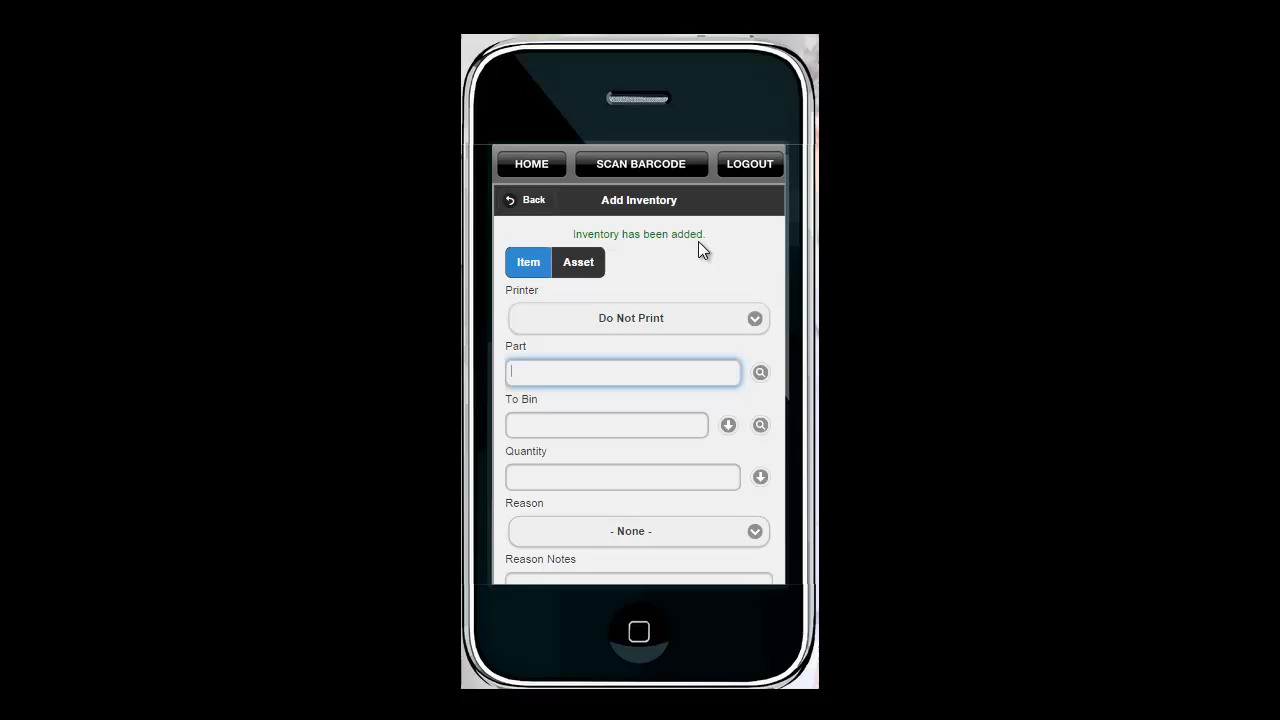 HOME SCAN BARCODE LOGOUT
Back Add Inventory
Inventory has been added.
Item Asset
Printer
Do Not Print
Part
To Bin
Quantity
Reason
- None -
Reason Notes